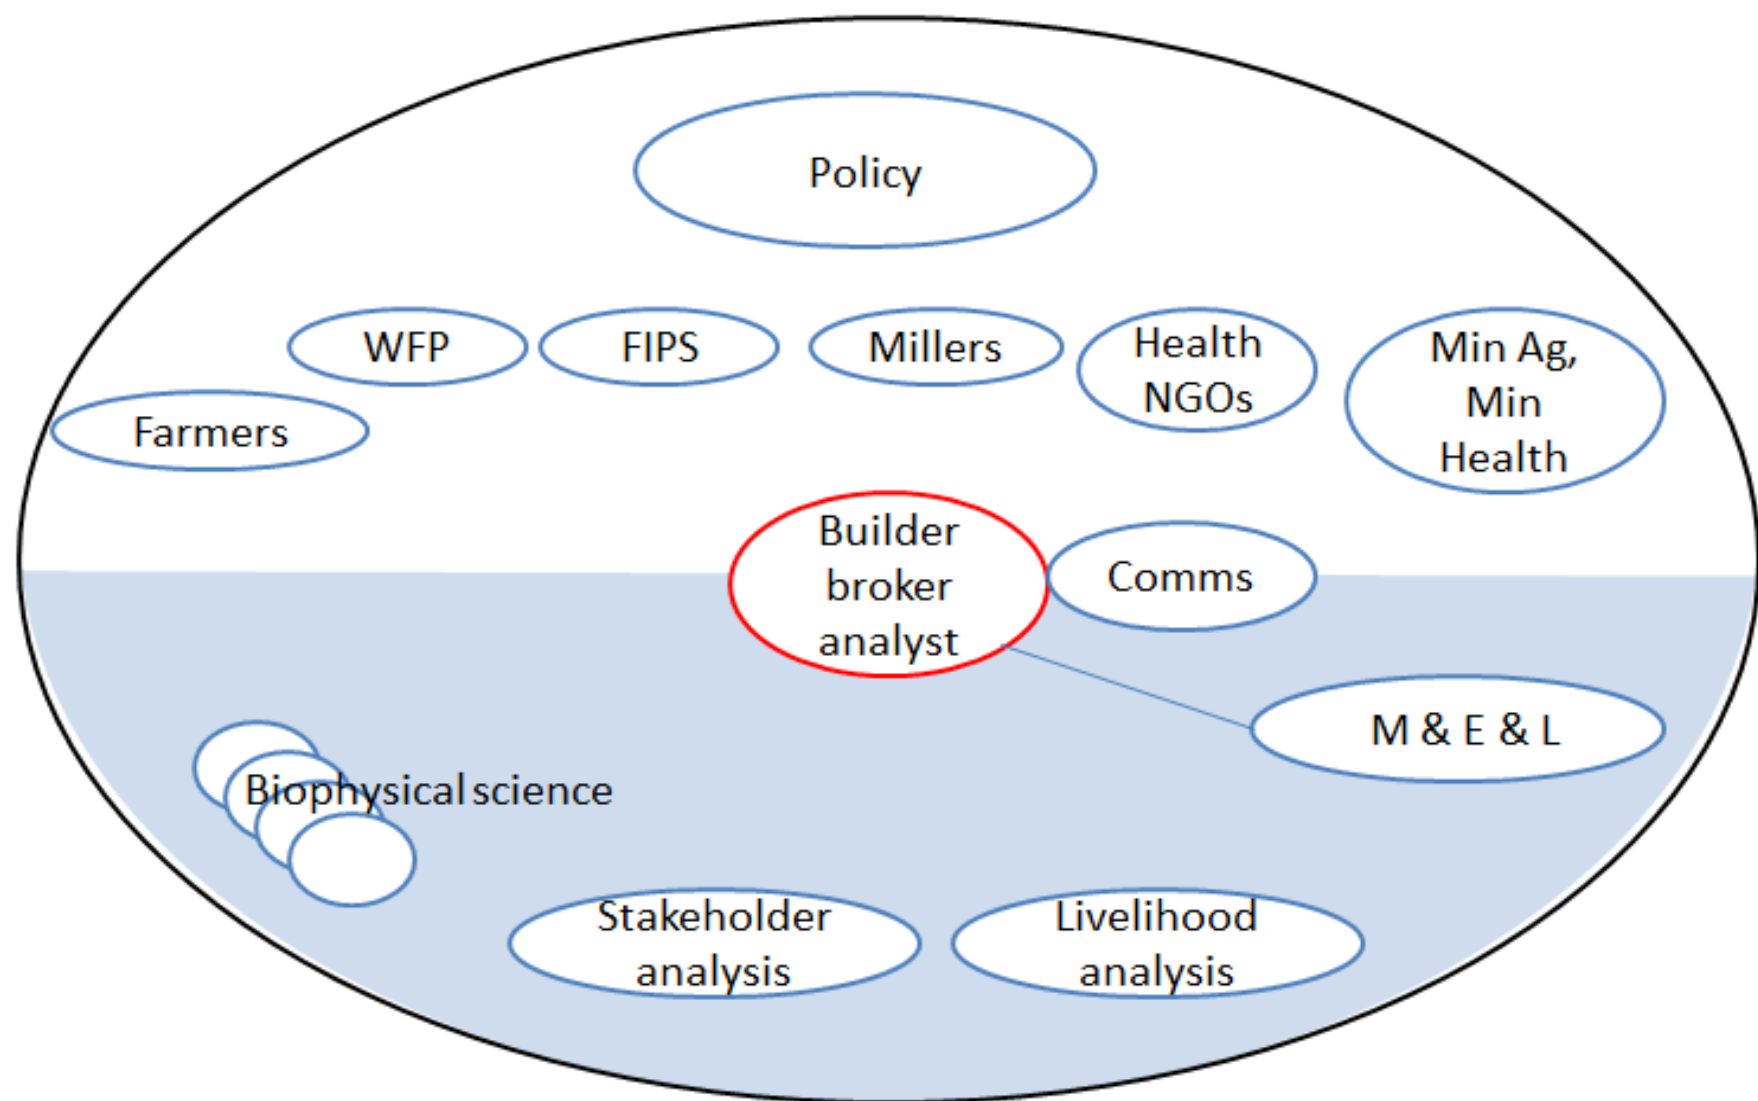 Policy
WFP
FIPS
Millers
Health
NGOs
Min Ag,
Min
Health
Farmers
Builder
broker
analyst
Comms
M & E & L
Biophysical science
Stakeholder
analysis
Livelihood
analysis